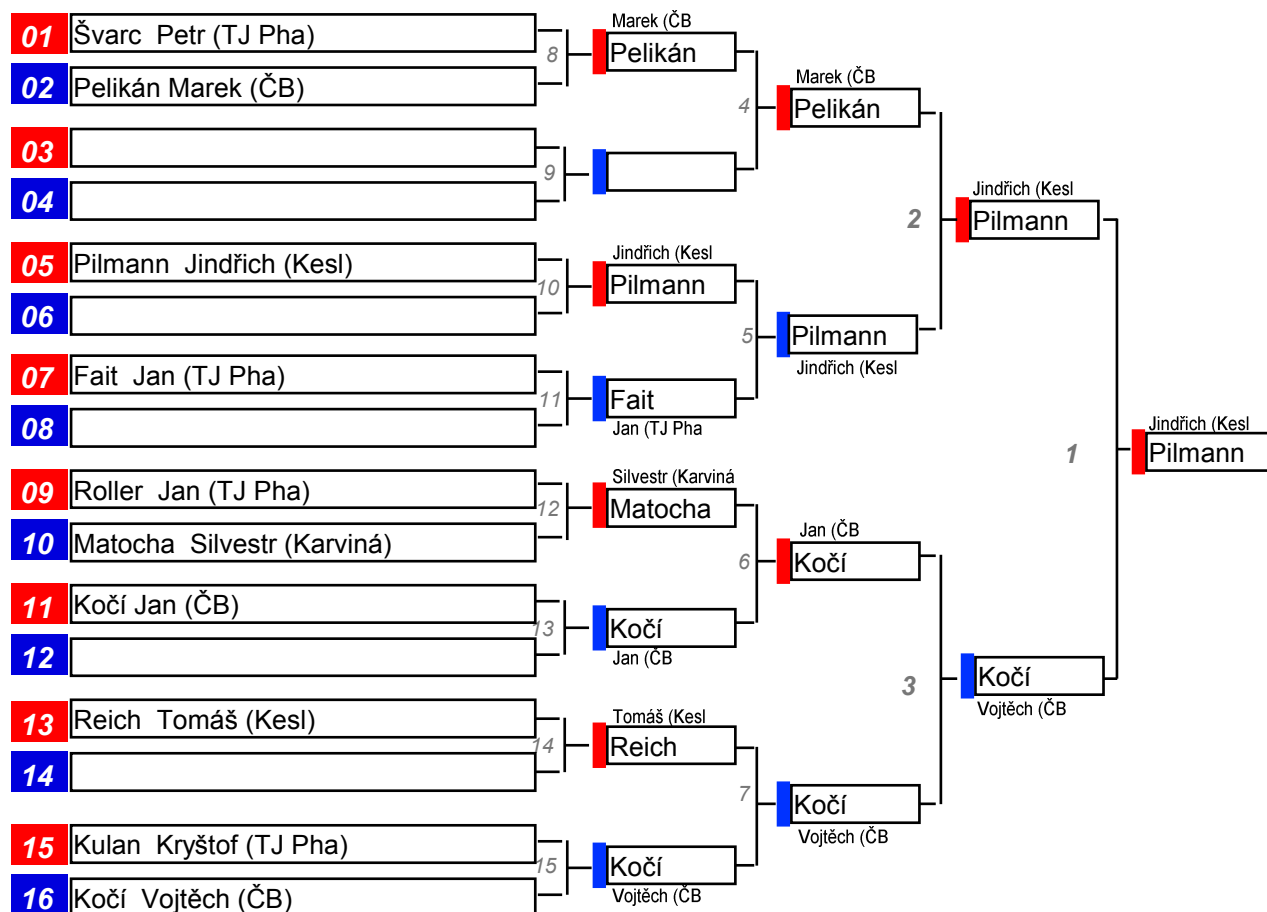 01 Švarc Petr (TJ Pha)
02 Pelikán Marek (ČB)
03
04
05 Pilmann Jindřich (Kesl)
06
07 Fait Jan (TJ Pha)
08
09 Roller Jan (TJ Pha)
10 Matocha Silvestr (Karviná)
11 Kočí Jan (ČB)
12
13 Reich Tomáš (Kesl)
14
15 Kulan Kryštof (TJ Pha)
16 Kočí Vojtěch (ČB)
8
9
10
11
12
13
14
15
Marek (ČB
Pelikán
Jindřich (Kesl
Pilmann
Fait
Jan (TJ Pha
Silvestr (Karviná
Matocha
Kočí
Jan (ČB
Tomáš (Kesl
Reich
Kočí
Vojtěch (ČB
4
5
6
7
Marek (ČB
Pelikán
Pilmann
Jindřich (Kesl
Jan (ČB
Kočí
Kočí
Vojtěch (ČB
2
3
Jindřich (Kesl
Pilmann
Kočí
Vojtěch (ČB
1
Jindřich (Kesl
Pilmann